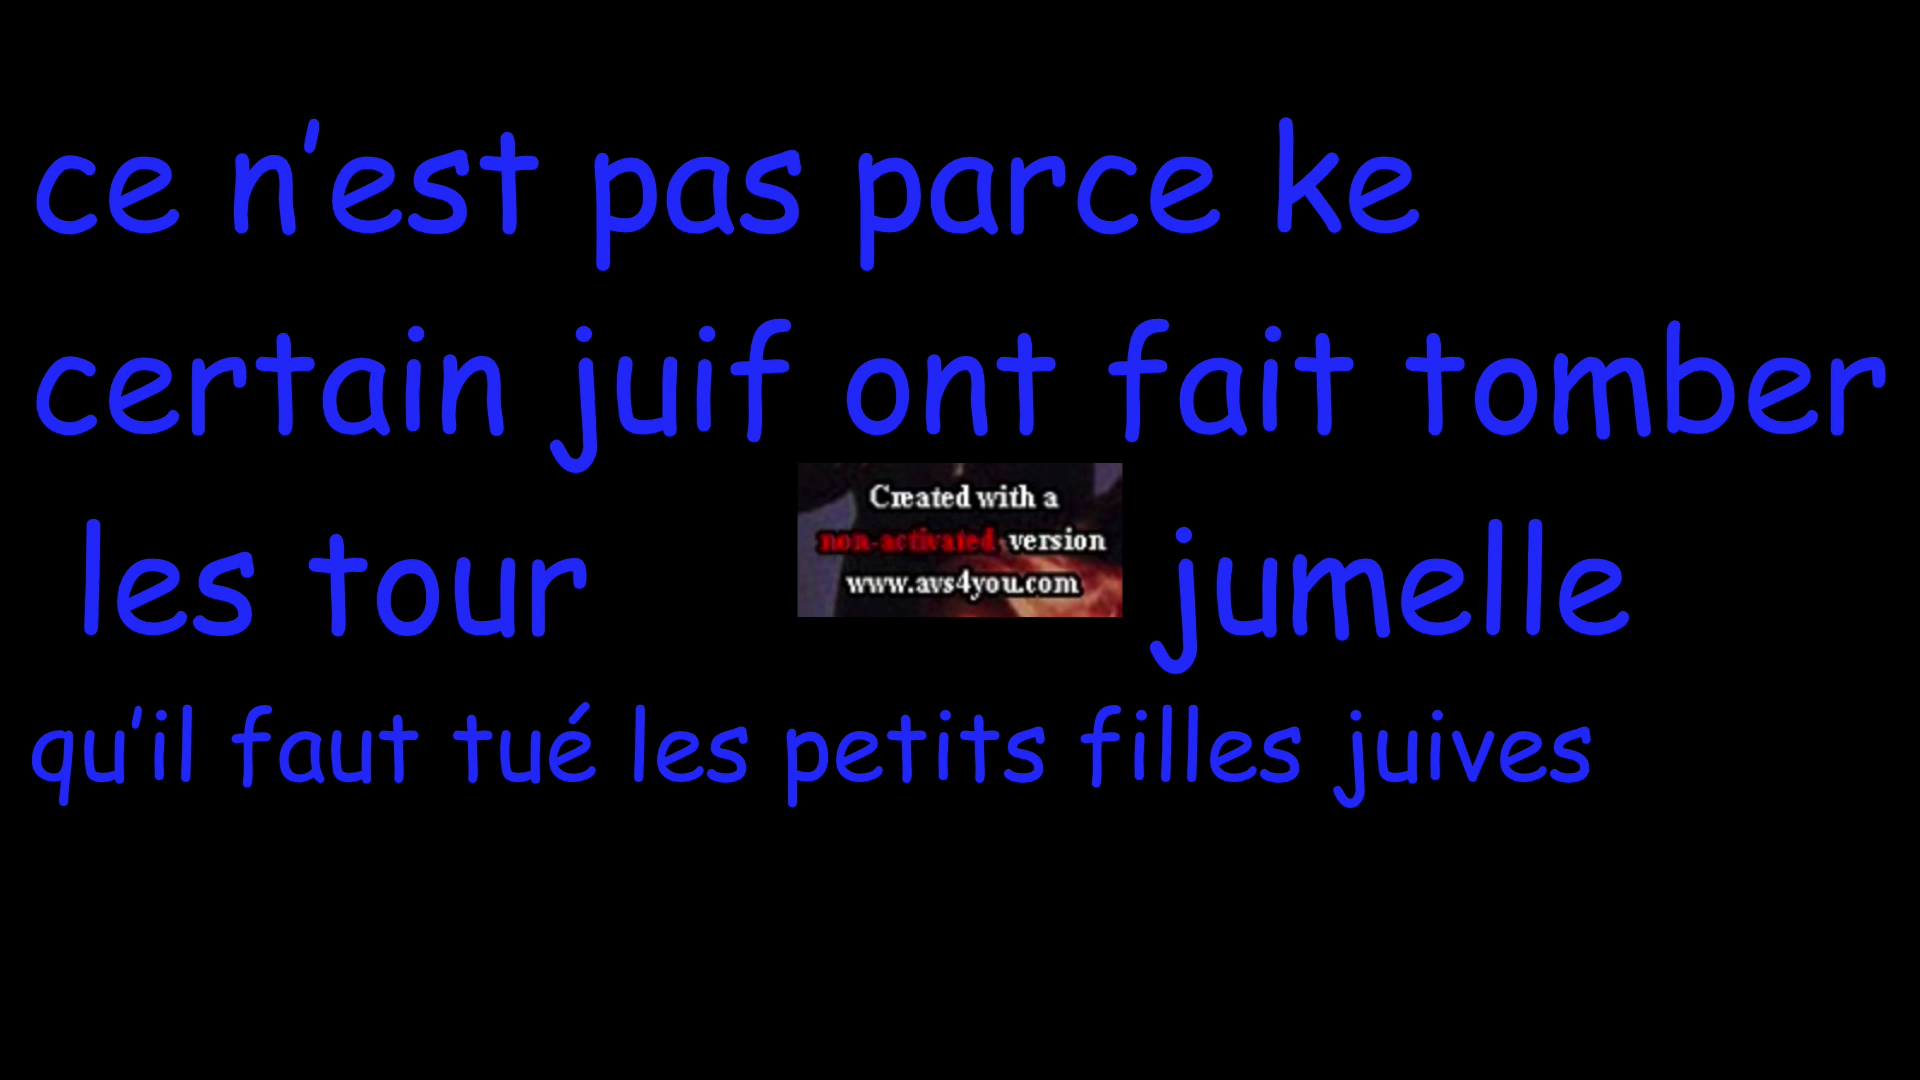 ce n'est pas parce ke
certain juif ont fait tomber
les tour jumelle
Created with a
non-activated version
www.avs4you.com
qu'il faut tué les petits filles juives